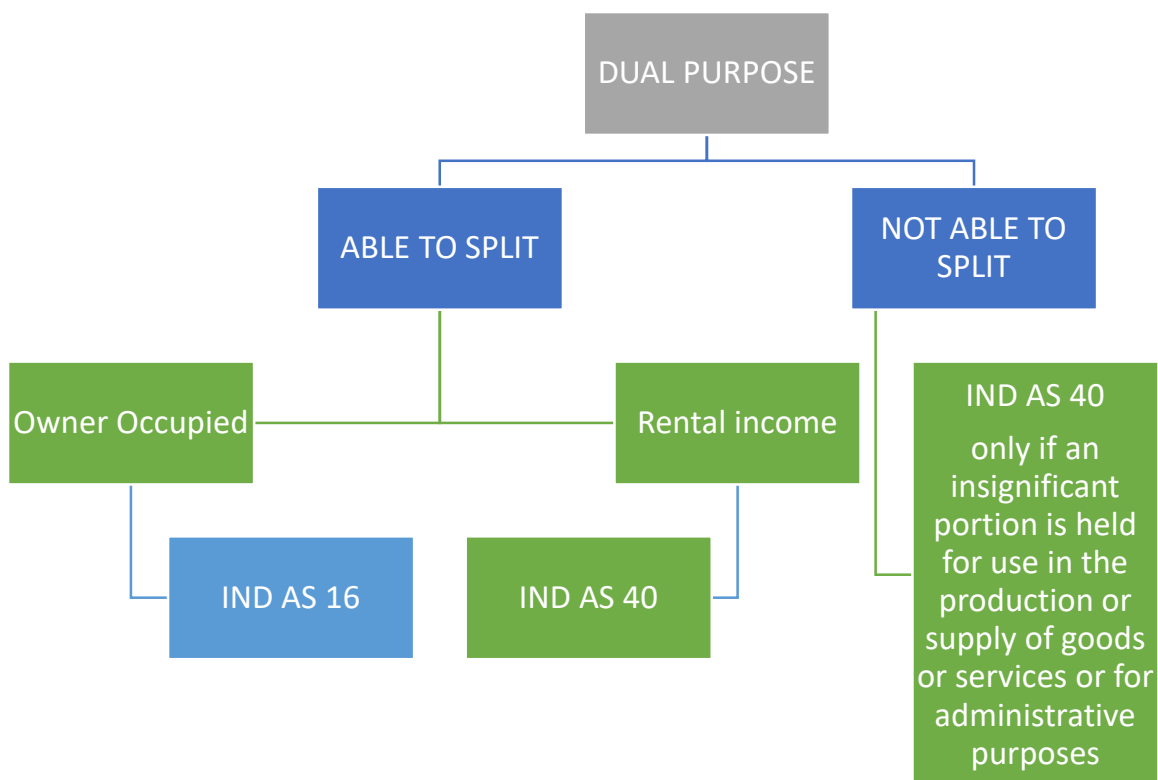 DUAL PURPOSE
ABLE TO SPLIT
NOT ABLE TO
SPLIT
Owner Occupied
Rental income
IND AS 16
IND AS 40
IND AS 40
only if an
insignificant
portion is held
for use in the
production or
supply of goods
or services or for
administrative
purposes